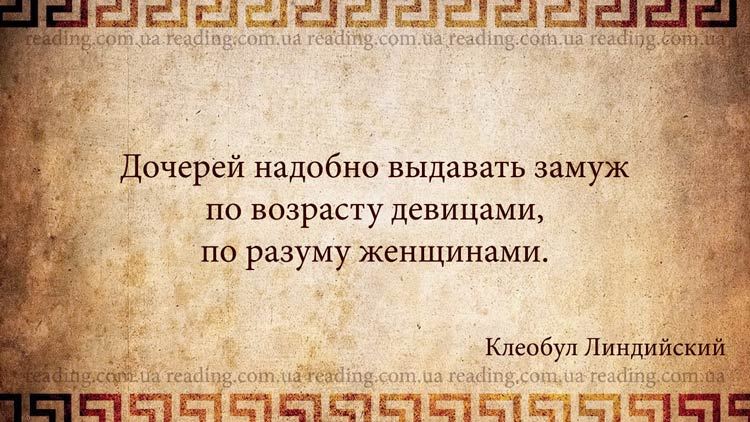 reading.com.ua reading.com.ua reading.com.ua reading.com.ua reading.com.ua
Дочерей надобно выдавать замуж
по возрасту девицами,
по разуму женщинами.
Клеобул Линдийский
reading.com.ua reading.com.ua reading.com.ua reading.com.ua reading.com.ua